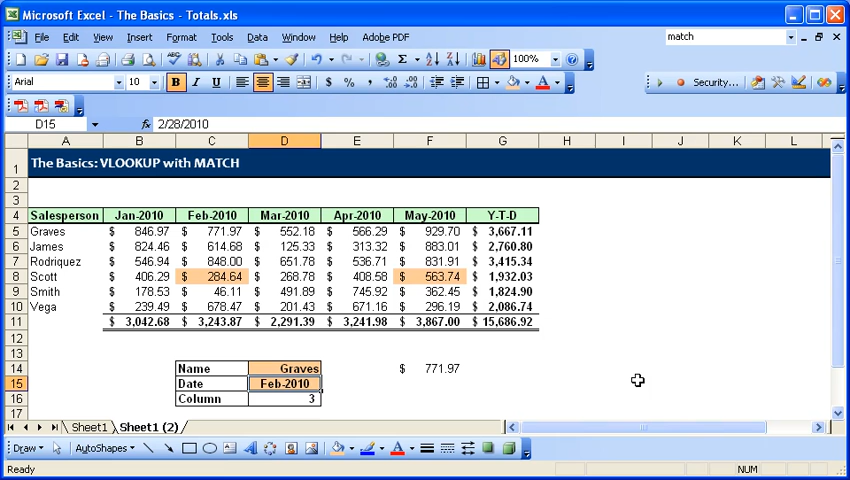 Microsoft Excel - The Basics - Totals.xls
File Edit View Insert Format Tools Data Window Help Adobe PDF match
100% Security...
Arial 10 B I U $ % ,
D15 fx 2/28/2010
A B C D E F G H I J K L
1 The Basics: VLOOKUP with MATCH
2
3
4 Salesperson Jan-2010 Feb-2010 Mar-2010 Apr-2010 May-2010 Y-T-D
5 Graves $ 846.97 $ 771.97 $ 552.18 $ 566.29 $ 929.70 $ 3,667.11
6 James $ 824.46 $ 614.68 $ 125.33 $ 313.32 $ 883.01 $ 2,760.80
7 Rodriquez $ 546.94 $ 848.00 $ 651.78 $ 536.71 $ 831.91 $ 3,415.34
8 Scott $ 406.29 $ 284.64 $ 268.78 $ 408.58 $ 563.74 $ 1,932.03
9 Smith $ 178.53 $ 46.11 $ 491.89 $ 745.92 $ 362.45 $ 1,824.90
10 Vega $ 239.49 $ 678.47 $ 201.43 $ 671.16 $ 296.19 $ 2,086.74
11 $ 3,042.68 $ 3,243.87 $ 2,291.39 $ 3,241.98 $ 3,867.00 $ 15,686.92
12
13
14 Name Graves $ 771.97
15 Date Feb-2010
16 Column 3
17
Sheet1 Sheet1 (2)
Draw AutoShapes
Ready NUM